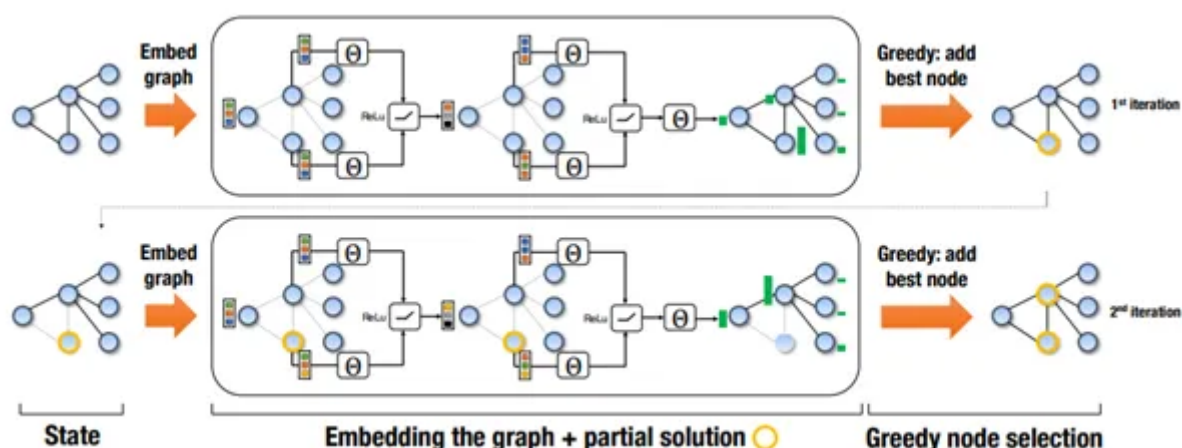 Embed
graph
Θ
Θ
ReLu
Θ
Θ
ReLu
Θ
Greedy: add
best node
1st iteration
Embed
graph
Θ
Θ
ReLu
Θ
Θ
ReLu
Θ
Greedy: add
best node
2nd iteration
State
Embedding the graph + partial solution
Greedy node selection